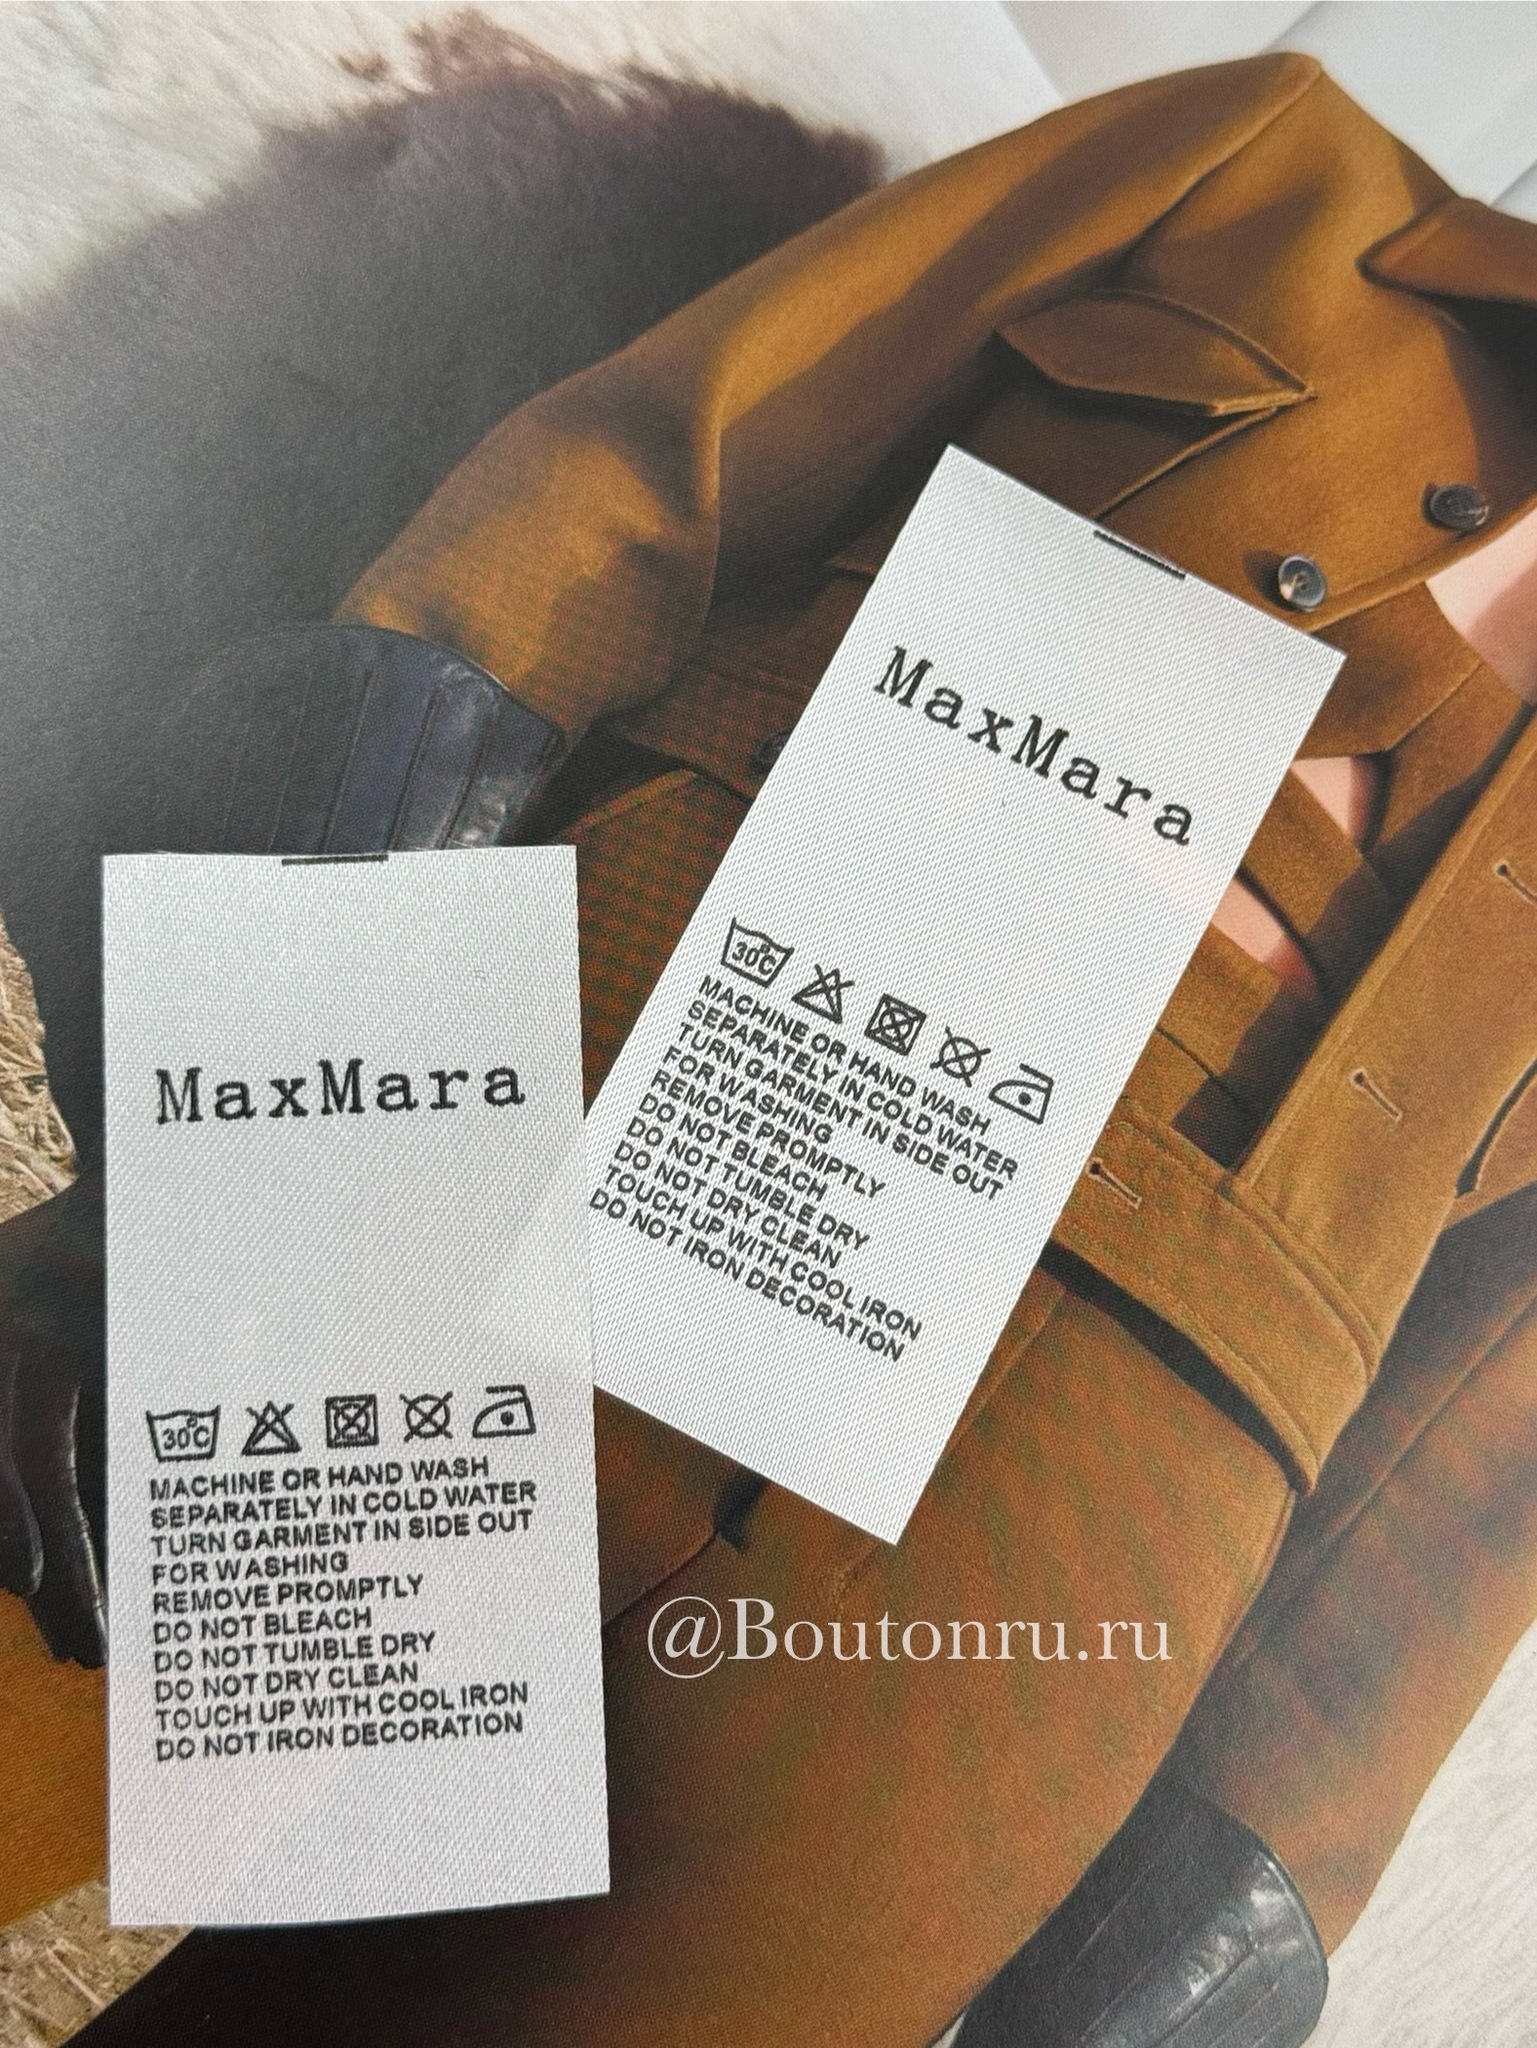 MaxMara
30°C
MACHINE OR HAND WASH
SEPARATELY IN COLD WATER
TURN GARMENT IN SIDE OUT
FOR WASHING
REMOVE PROMPTLY
DO NOT BLEACH
DO NOT TUMBLE DRY
DO NOT DRY CLEAN
TOUCH UP WITH COOL IRON
DO NOT IRON DECORATION
MaxMara
30°C
MACHINE OR HAND WASH
SEPARATELY IN COLD WATER
TURN GARMENT IN SIDE OUT
FOR WASHING
REMOVE PROMPTLY
DO NOT BLEACH
DO NOT TUMBLE DRY
DO NOT DRY CLEAN
TOUCH UP WITH COOL IRON
DO NOT IRON DECORATION
@Boutonru.ru